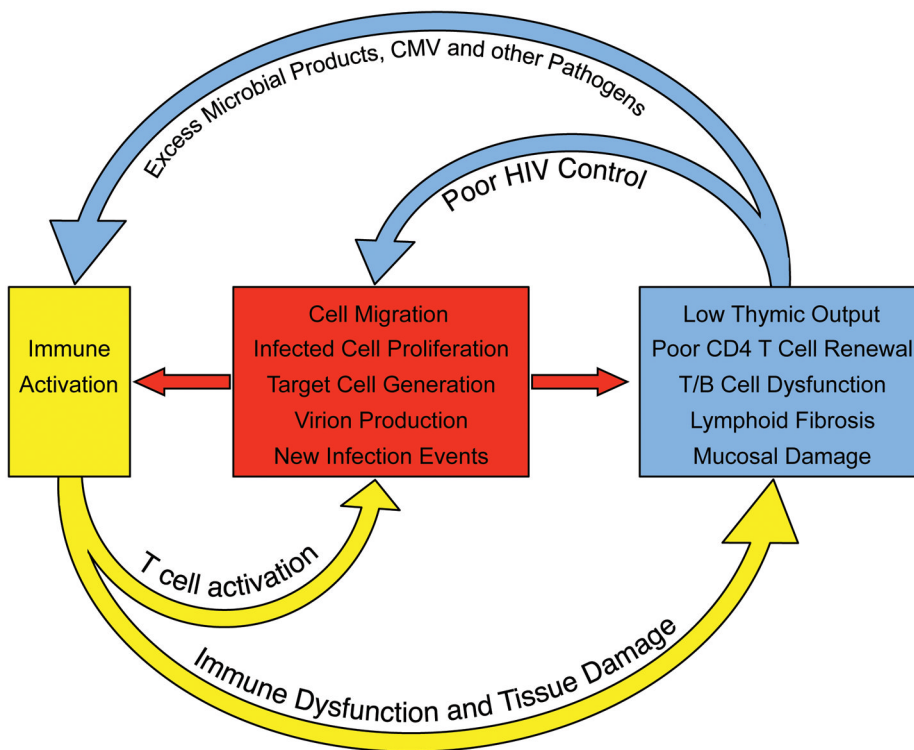 Excess Microbial Products, CMV and other Pathogens
Poor HIV Control
Immune
Activation
Cell Migration
Infected Cell Proliferation
Target Cell Generation
Virion Production
New Infection Events
Low Thymic Output
Poor CD4 T Cell Renewal
T/B Cell Dysfunction
Lymphoid Fibrosis
Mucosal Damage
T cell activation
Immune Dysfunction and Tissue Damage